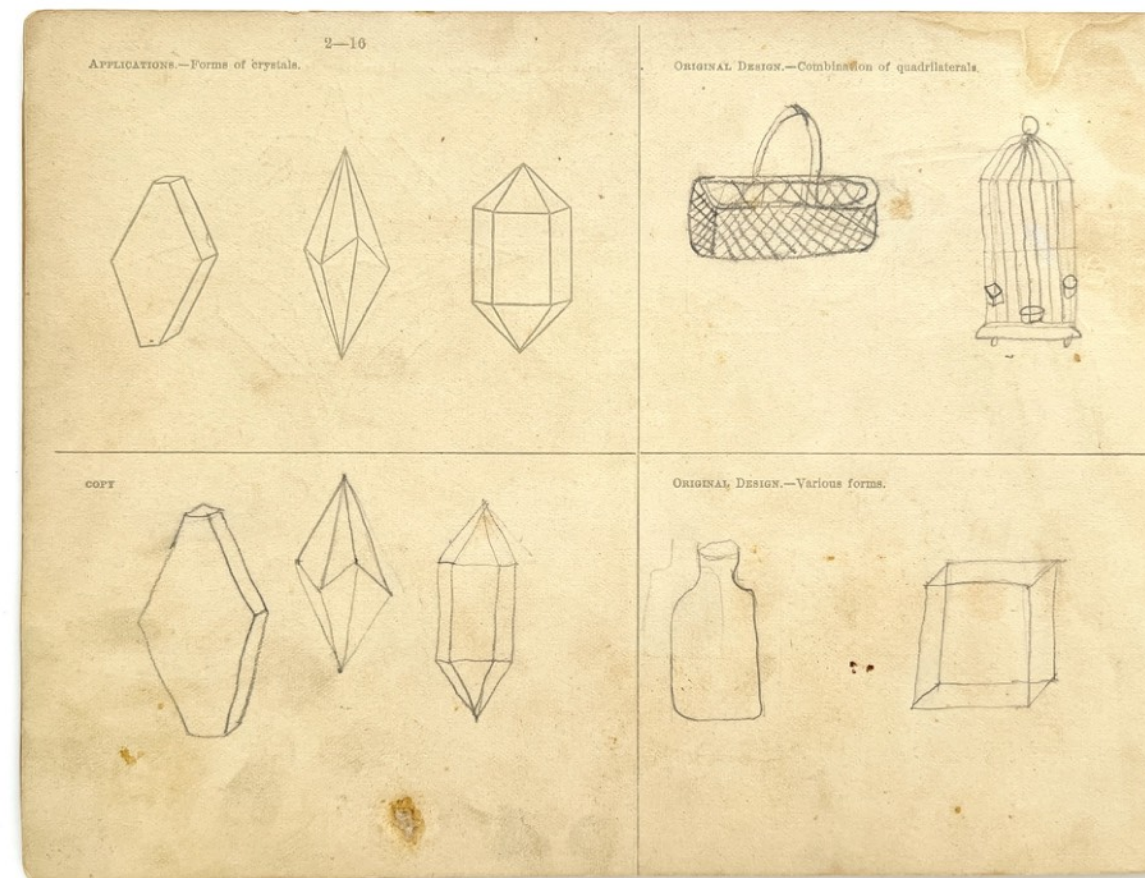 2—16
APPLICATIONS.—Forms of crystals.
ORIGINAL DESIGN.—Combination of quadrilaterals.
COPY
ORIGINAL DESIGN.—Various forms.